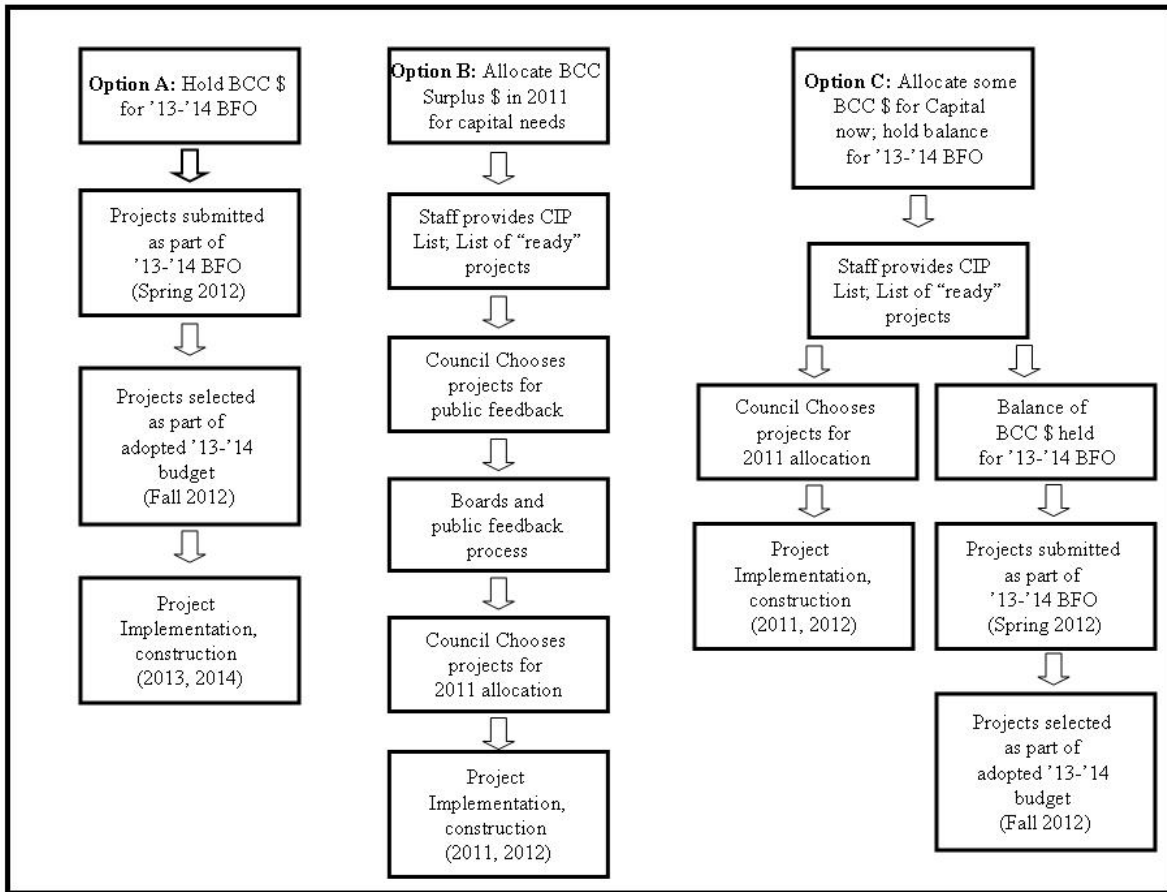 Option A: Hold BCC $
for ’13-’14 BFO
Projects submitted
as part of
’13-’14 BFO
(Spring 2012)
Projects selected
as part of
adopted ’13-’14
budget
(Fall 2012)
Project
Implementation,
construction
(2013, 2014)
Option B: Allocate BCC
Surplus $ in 2011
for capital needs
Staff provides CIP
List; List of “ready”
projects
Council Chooses
projects for
public feedback
Boards and
public feedback
process
Council Chooses
projects for
2011 allocation
Project
Implementation,
construction
(2011, 2012)
Option C: Allocate some
BCC $ for Capital
now; hold balance
for ’13-’14 BFO
Staff provides CIP
List; List of “ready”
projects
Council Chooses
projects for
2011 allocation
Project
Implementation,
construction
(2011, 2012)
Balance of
BCC $ held
for ’13-’14 BFO
Projects submitted
as part of
’13-’14 BFO
(Spring 2012)
Projects selected
as part of
adopted ’13-’14
budget
(Fall 2012)